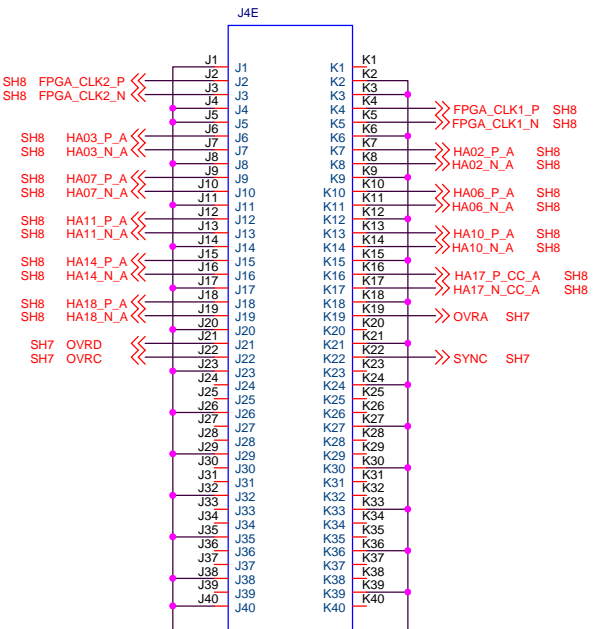 J4E
J1 J1 K1 K1
SH8 FPGA_CLK2_P J2 J2 K2 K2
SH8 FPGA_CLK2_N J3 J3 K3 K3
J4 J4 K4 K4 FPGA_CLK1_P SH8
J5 J5 K5 K5 FPGA_CLK1_N SH8
SH8 HA03_P_A J6 J6 K6 K6
SH8 HA03_N_A J7 J7 K7 K7 HA02_P_A SH8
J8 J8 K8 K8 HA02_N_A SH8
SH8 HA07_P_A J9 J9 K9 K9
SH8 HA07_N_A J10 J10 K10 K10 HA06_P_A SH8
J11 J11 K11 K11 HA06_N_A SH8
SH8 HA11_P_A J12 J12 K12 K12
SH8 HA11_N_A J13 J13 K13 K13 HA10_P_A SH8
J14 J14 K14 K14 HA10_N_A SH8
SH8 HA14_P_A J15 J15 K15 K15
SH8 HA14_N_A J16 J16 K16 K16 HA17_P_CC_A SH8
J17 J17 K17 K17 HA17_N_CC_A SH8
SH8 HA18_P_A J18 J18 K18 K18
SH8 HA18_N_A J19 J19 K19 K19 OVRA SH7
J20 J20 K20 K20
SH7 OVRD J21 J21 K21 K21
SH7 OVRC J22 J22 K22 K22 SYNC SH7
J23 J23 K23 K23
J24 J24 K24 K24
J25 J25 K25 K25
J26 J26 K26 K26
J27 J27 K27 K27
J28 J28 K28 K28
J29 J29 K29 K29
J30 J30 K30 K30
J31 J31 K31 K31
J32 J32 K32 K32
J33 J33 K33 K33
J34 J34 K34 K34
J35 J35 K35 K35
J36 J36 K36 K36
J37 J37 K37 K37
J38 J38 K38 K38
J39 J39 K39 K39
J40 J40 K40 K40